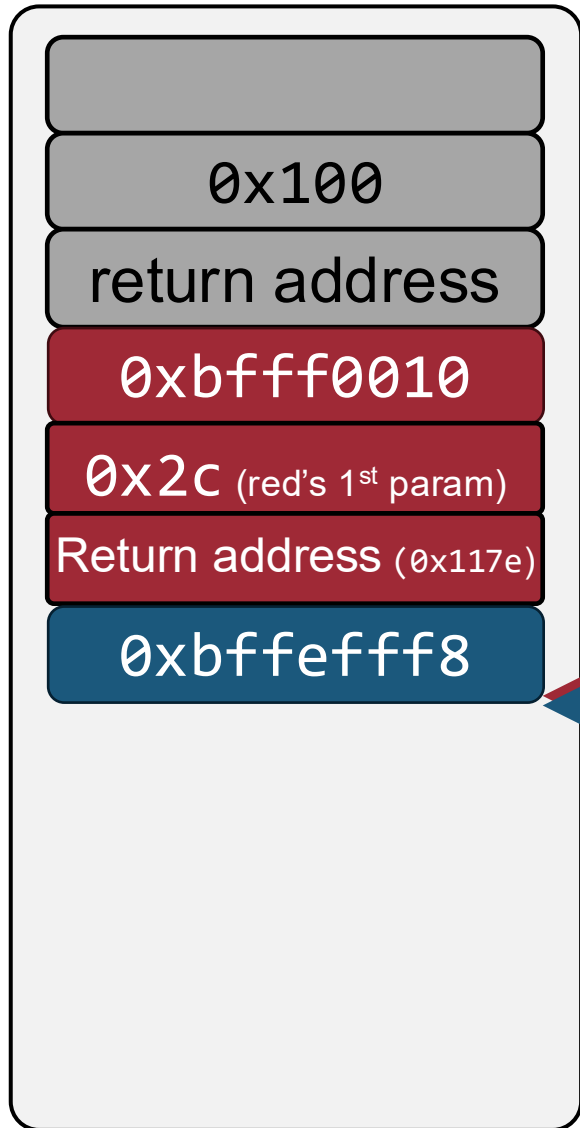 0x100
return address
0xbfff0010
0x2c (red's 1st param)
Return address (0x117e)
0xbffefff8